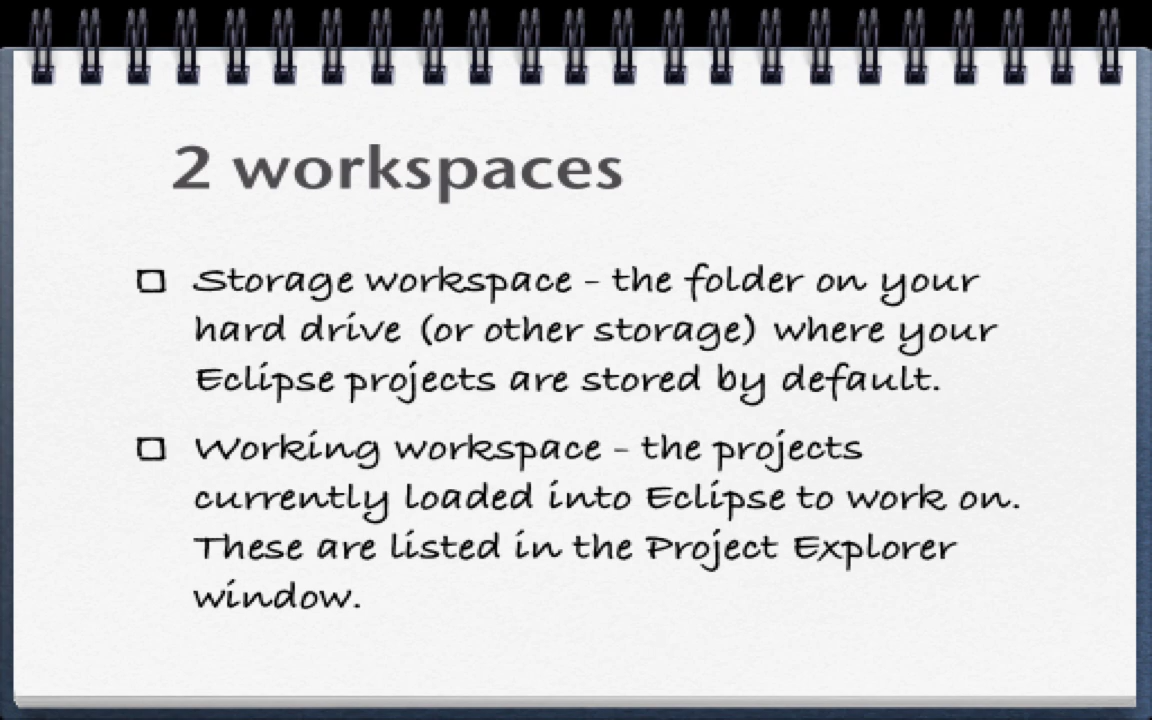 2 workspaces
Storage workspace - the folder on your
hard drive (or other storage) where your
Eclipse projects are stored by default.
Working workspace - the projects
currently loaded into Eclipse to work on.
These are listed in the Project Explorer
window.